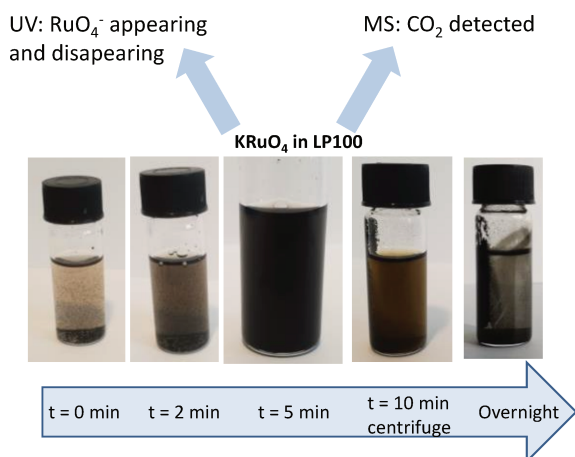 UV: RuO₄⁻ appearing
and disapearing
MS: CO₂ detected
KRuO₄ in LP100
t = 0 min
t = 2 min
t = 5 min
t = 10 min
centrifuge
Overnight